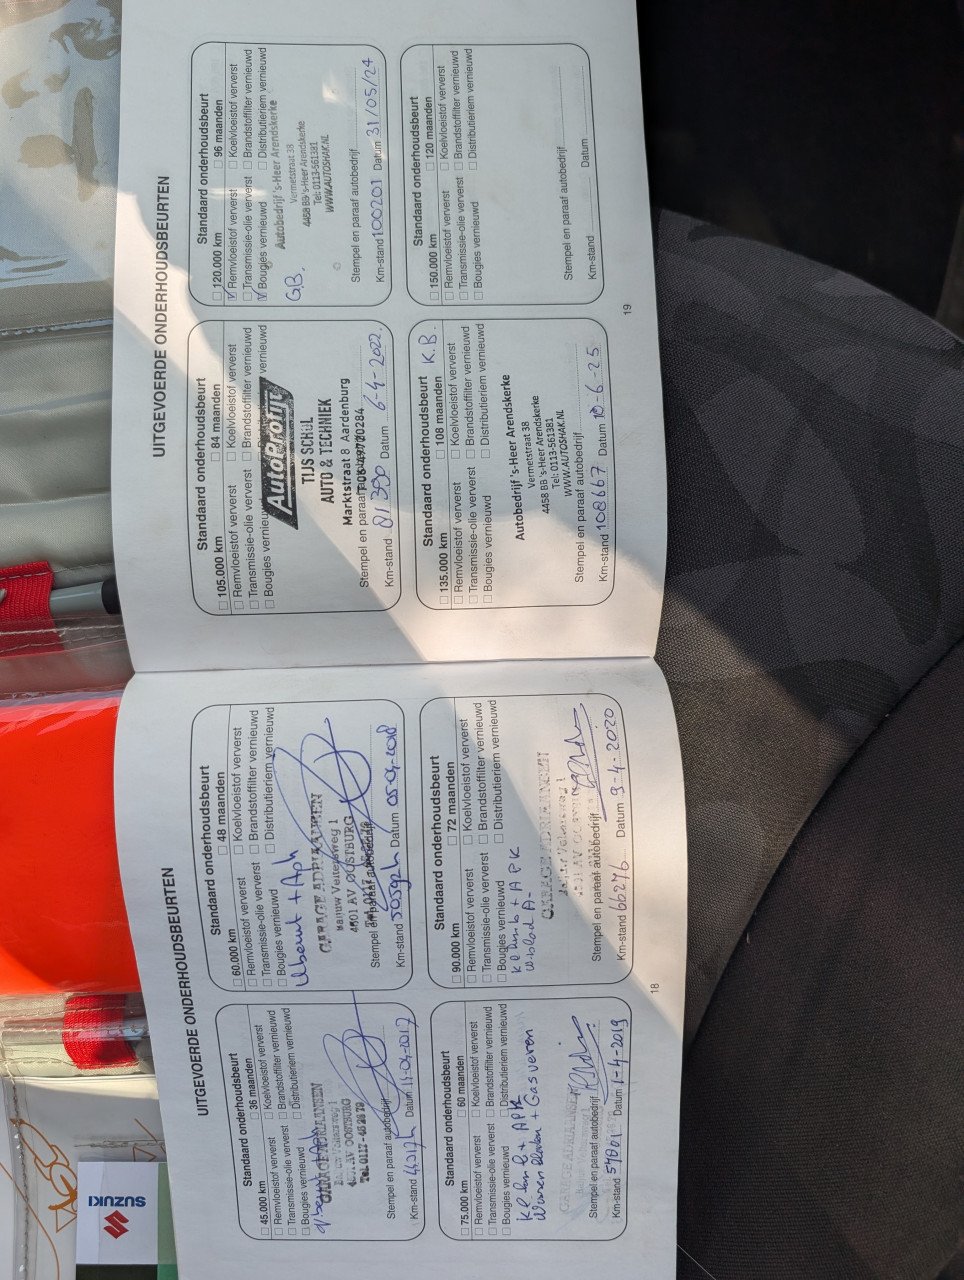 UITGEVOERDE ONDERHOUDSBEURTEN
Standaard onderhoudsbeurt
45.000 km 36 maanden
Remvloeistof ververst Koelvloeistof ververst
Transmissie-olie ververst Brandstoffilter vernieuwd
Bougies vernieuwd Distributieriem vernieuwd
GARAGE ADRIAANSEN
4501 AV OOSTBURG
Tel. 0117-452879
Stempel en paraaf autobedrijf
Km-stand Datum 11-04-2017
Standaard onderhoudsbeurt
60.000 km 48 maanden
Remvloeistof ververst Koelvloeistof ververst
Transmissie-olie ververst Brandstoffilter vernieuwd
Bougies vernieuwd Distributieriem vernieuwd
+ APK
GARAGE ADRIAANSEN
4501 AV OOSTBURG
Stempel en paraaf autobedrijf
Km-stand Datum
Standaard onderhoudsbeurt
75.000 km 60 maanden
Remvloeistof ververst Koelvloeistof ververst
Transmissie-olie ververst Brandstoffilter vernieuwd
Bougies vernieuwd Distributieriem vernieuwd
Kl + APK
+ Gasveren
Stempel en paraaf autobedrijf
Km-stand 57101 Datum 1-4-2019
Standaard onderhoudsbeurt
90.000 km 72 maanden
Remvloeistof ververst Koelvloeistof ververst
Transmissie-olie ververst Brandstoffilter vernieuwd
Bougies vernieuwd Distributieriem vernieuwd
Kl + APK
GARAGE ADRIAANSEN
Stempel en paraaf autobedrijf
Km-stand 66276 Datum 9-4-2020
18
UITGEVOERDE ONDERHOUDSBEURTEN
Standaard onderhoudsbeurt
105.000 km 84 maanden
Remvloeistof ververst Koelvloeistof ververst
Transmissie-olie ververst Brandstoffilter vernieuwd
Bougies vernieuwd
AutoProfijt
TIJS SCHIJL
AUTO & TECHNIEK
Marktstraat 8 Aardenburg
Stempel en paraaf
Km-stand 81390 Datum 6-4-2022
Standaard onderhoudsbeurt
120.000 km 96 maanden
Remvloeistof ververst Koelvloeistof ververst
Transmissie-olie ververst Brandstoffilter vernieuwd
Bougies vernieuwd Distributieriem vernieuwd
Autobedrijf 's-Heer Arendskerke
G.B.
Vermetstraat 38
4458 BB 's-Heer Arendskerke
Tel: 0113-561381
WWW.AUTOSHAK.NL
Stempel en paraaf autobedrijf
Km-stand 100201 Datum 31/05/24
Standaard onderhoudsbeurt
135.000 km 108 maanden K.B.
Remvloeistof ververst Koelvloeistof ververst
Transmissie-olie ververst Brandstoffilter vernieuwd
Bougies vernieuwd Distributieriem vernieuwd
Autobedrijf 's-Heer Arendskerke
Vermetstraat 38
4458 BB 's-Heer Arendskerke
Tel: 0113-561381
WWW.AUTOSHAK.NL
Stempel en paraaf autobedrijf
Km-stand 108667 Datum 10-6-25
Standaard onderhoudsbeurt
150.000 km 120 maanden
Remvloeistof ververst Koelvloeistof ververst
Transmissie-olie ververst Brandstoffilter vernieuwd
Bougies vernieuwd Distributieriem vernieuwd
Stempel en paraaf autobedrijf
Km-stand Datum
19
SUZUKI